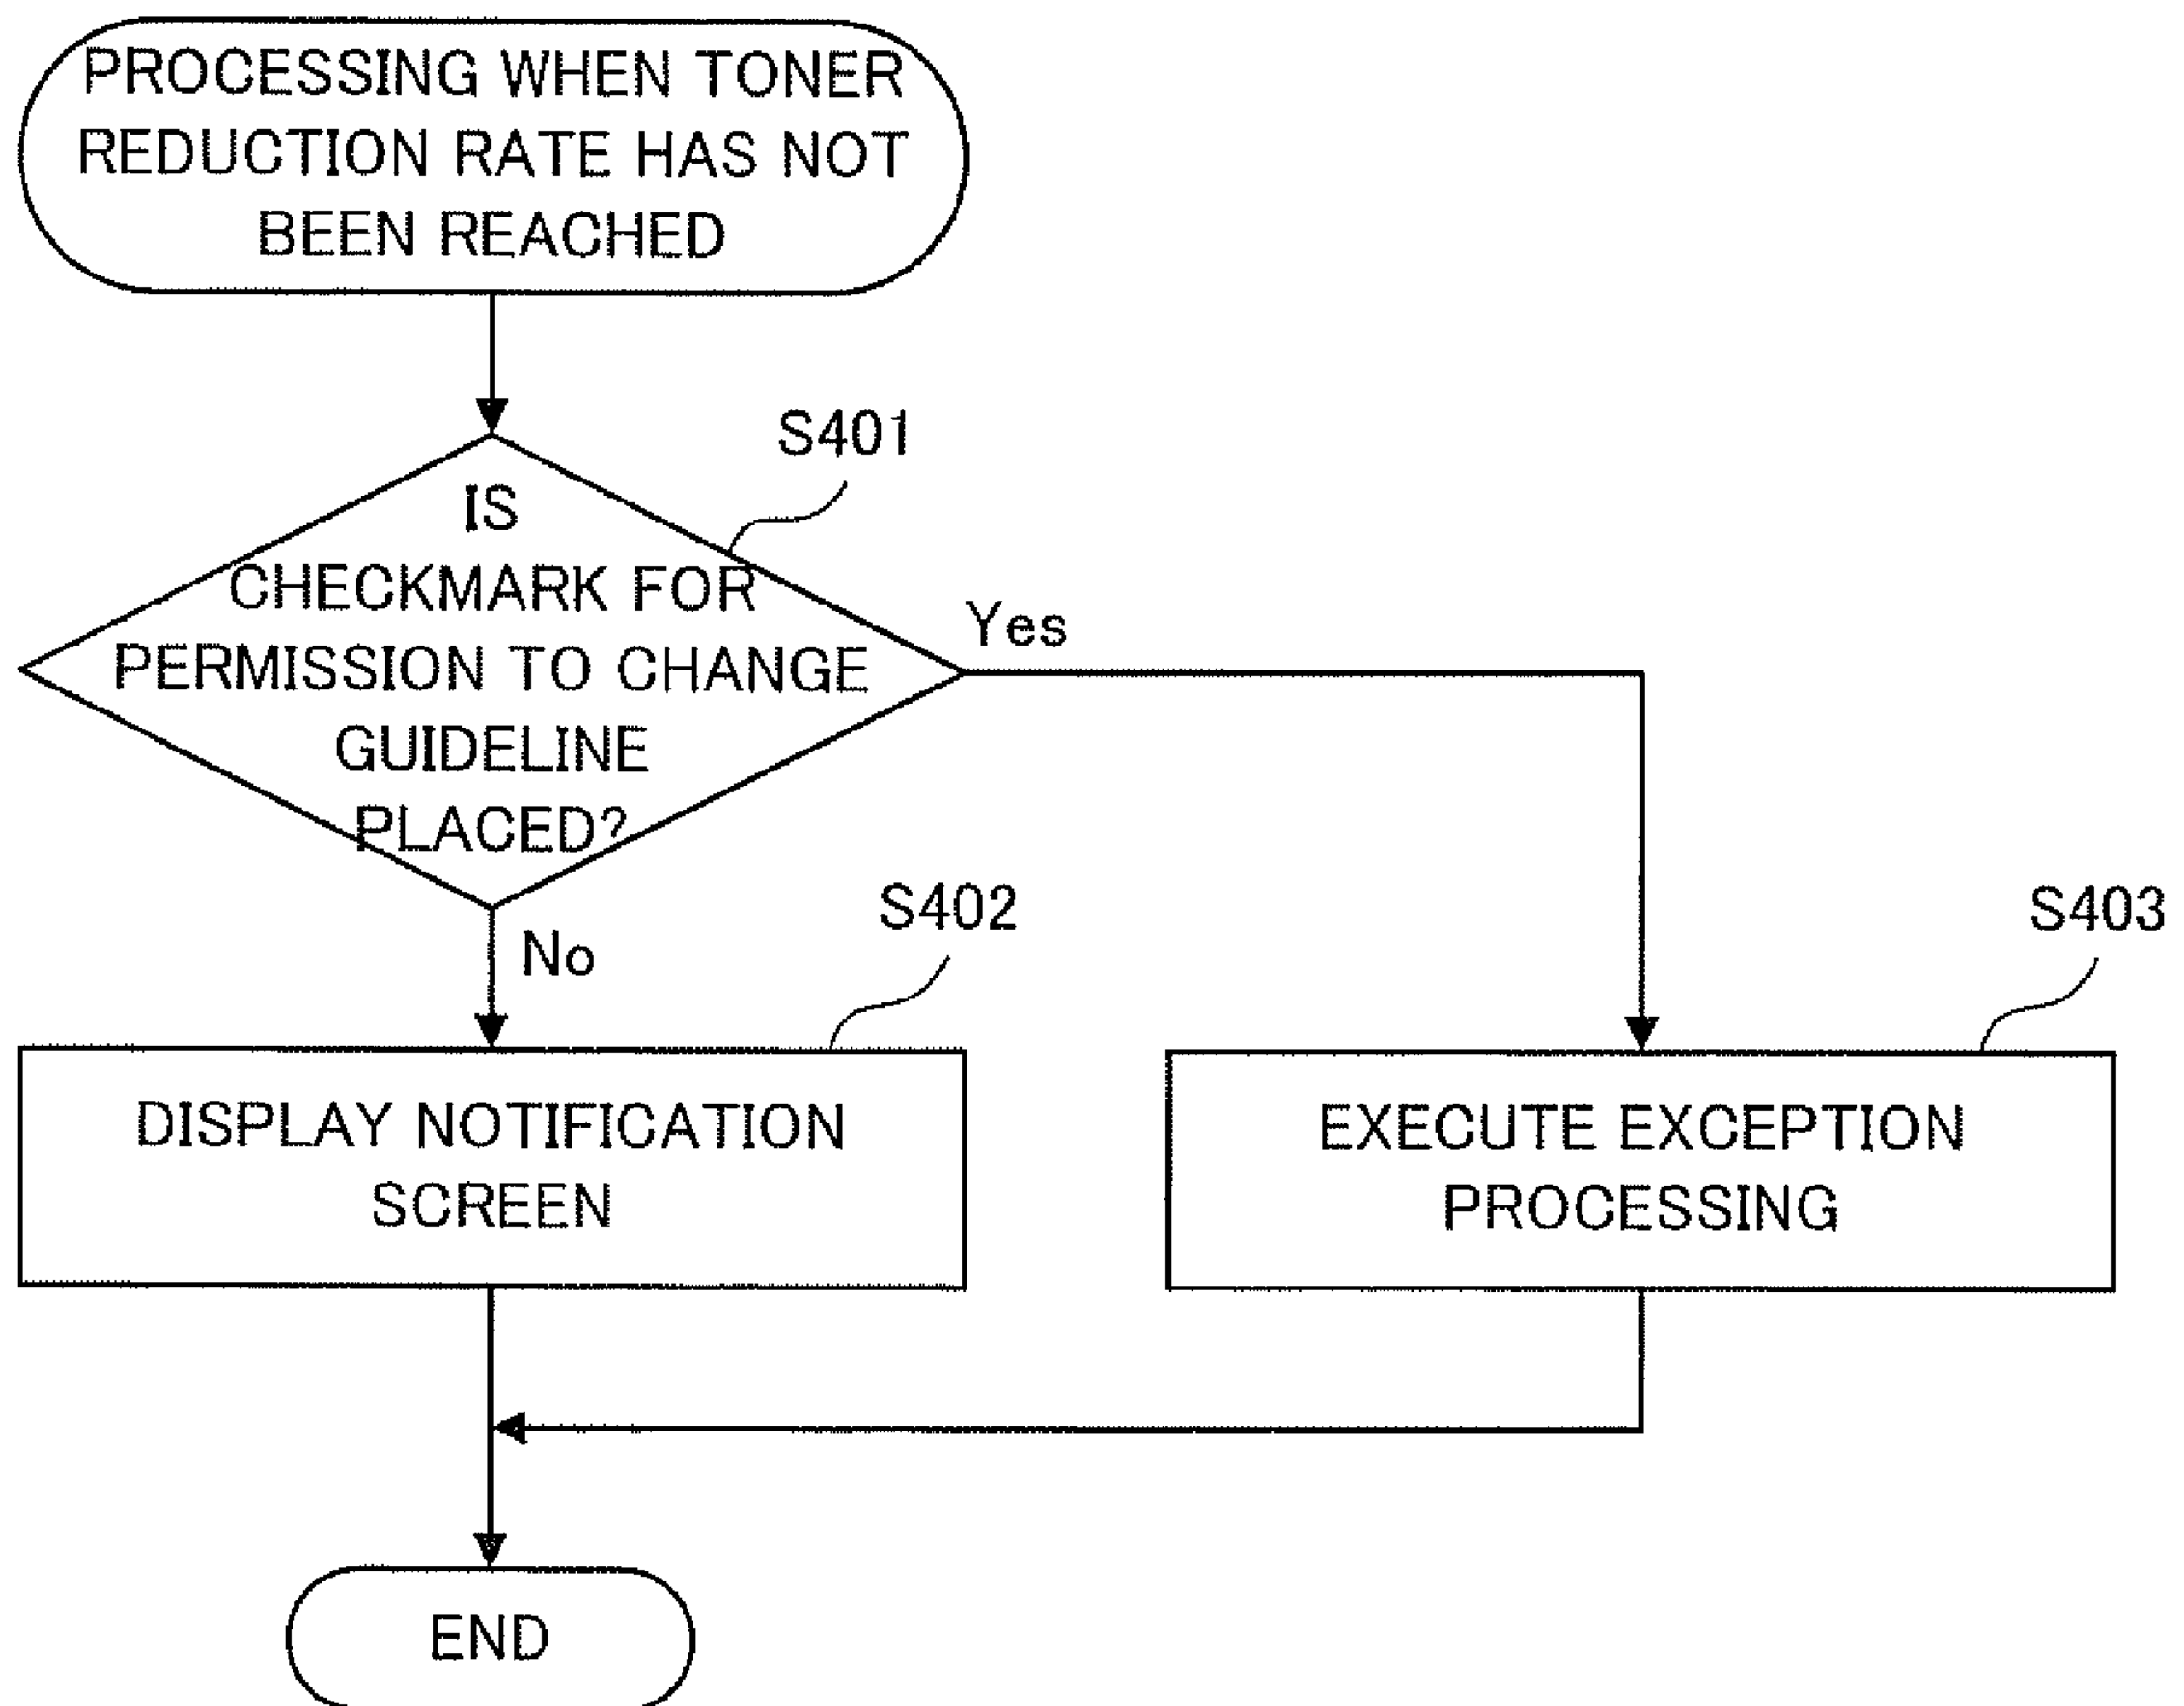 PROCESSING WHEN TONER
REDUCTION RATE HAS NOT
BEEN REACHED
S401
IS
CHECKMARK FOR
PERMISSION TO CHANGE
GUIDELINE
PLACED?
Yes
No
S402
S403
DISPLAY NOTIFICATION
SCREEN
EXECUTE EXCEPTION
PROCESSING
END